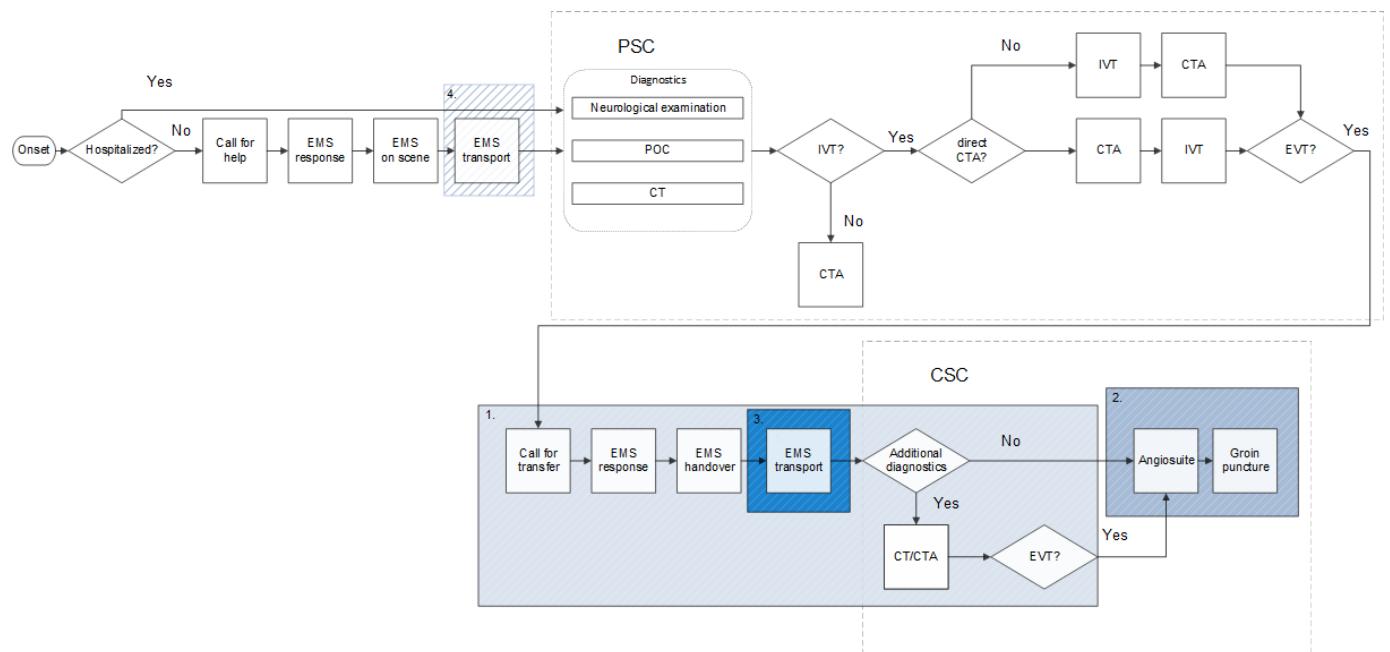 PSC
No
IVT
CTA
Yes
4.
Diagnostics
Neurological examination
Onset
Hospitalized?
No
Call for
help
EMS
response
EMS
on scene
EMS
transport
POC
CT
IVT?
Yes
direct
CTA?
CTA
IVT
EVT?
Yes
No
CTA
CSC
1.
Call for
transfer
EMS
response
EMS
handover
3.
EMS
transport
Additional
diagnostics
No
2.
Angiosuite
Groin
puncture
Yes
CT/CTA
EVT?
Yes